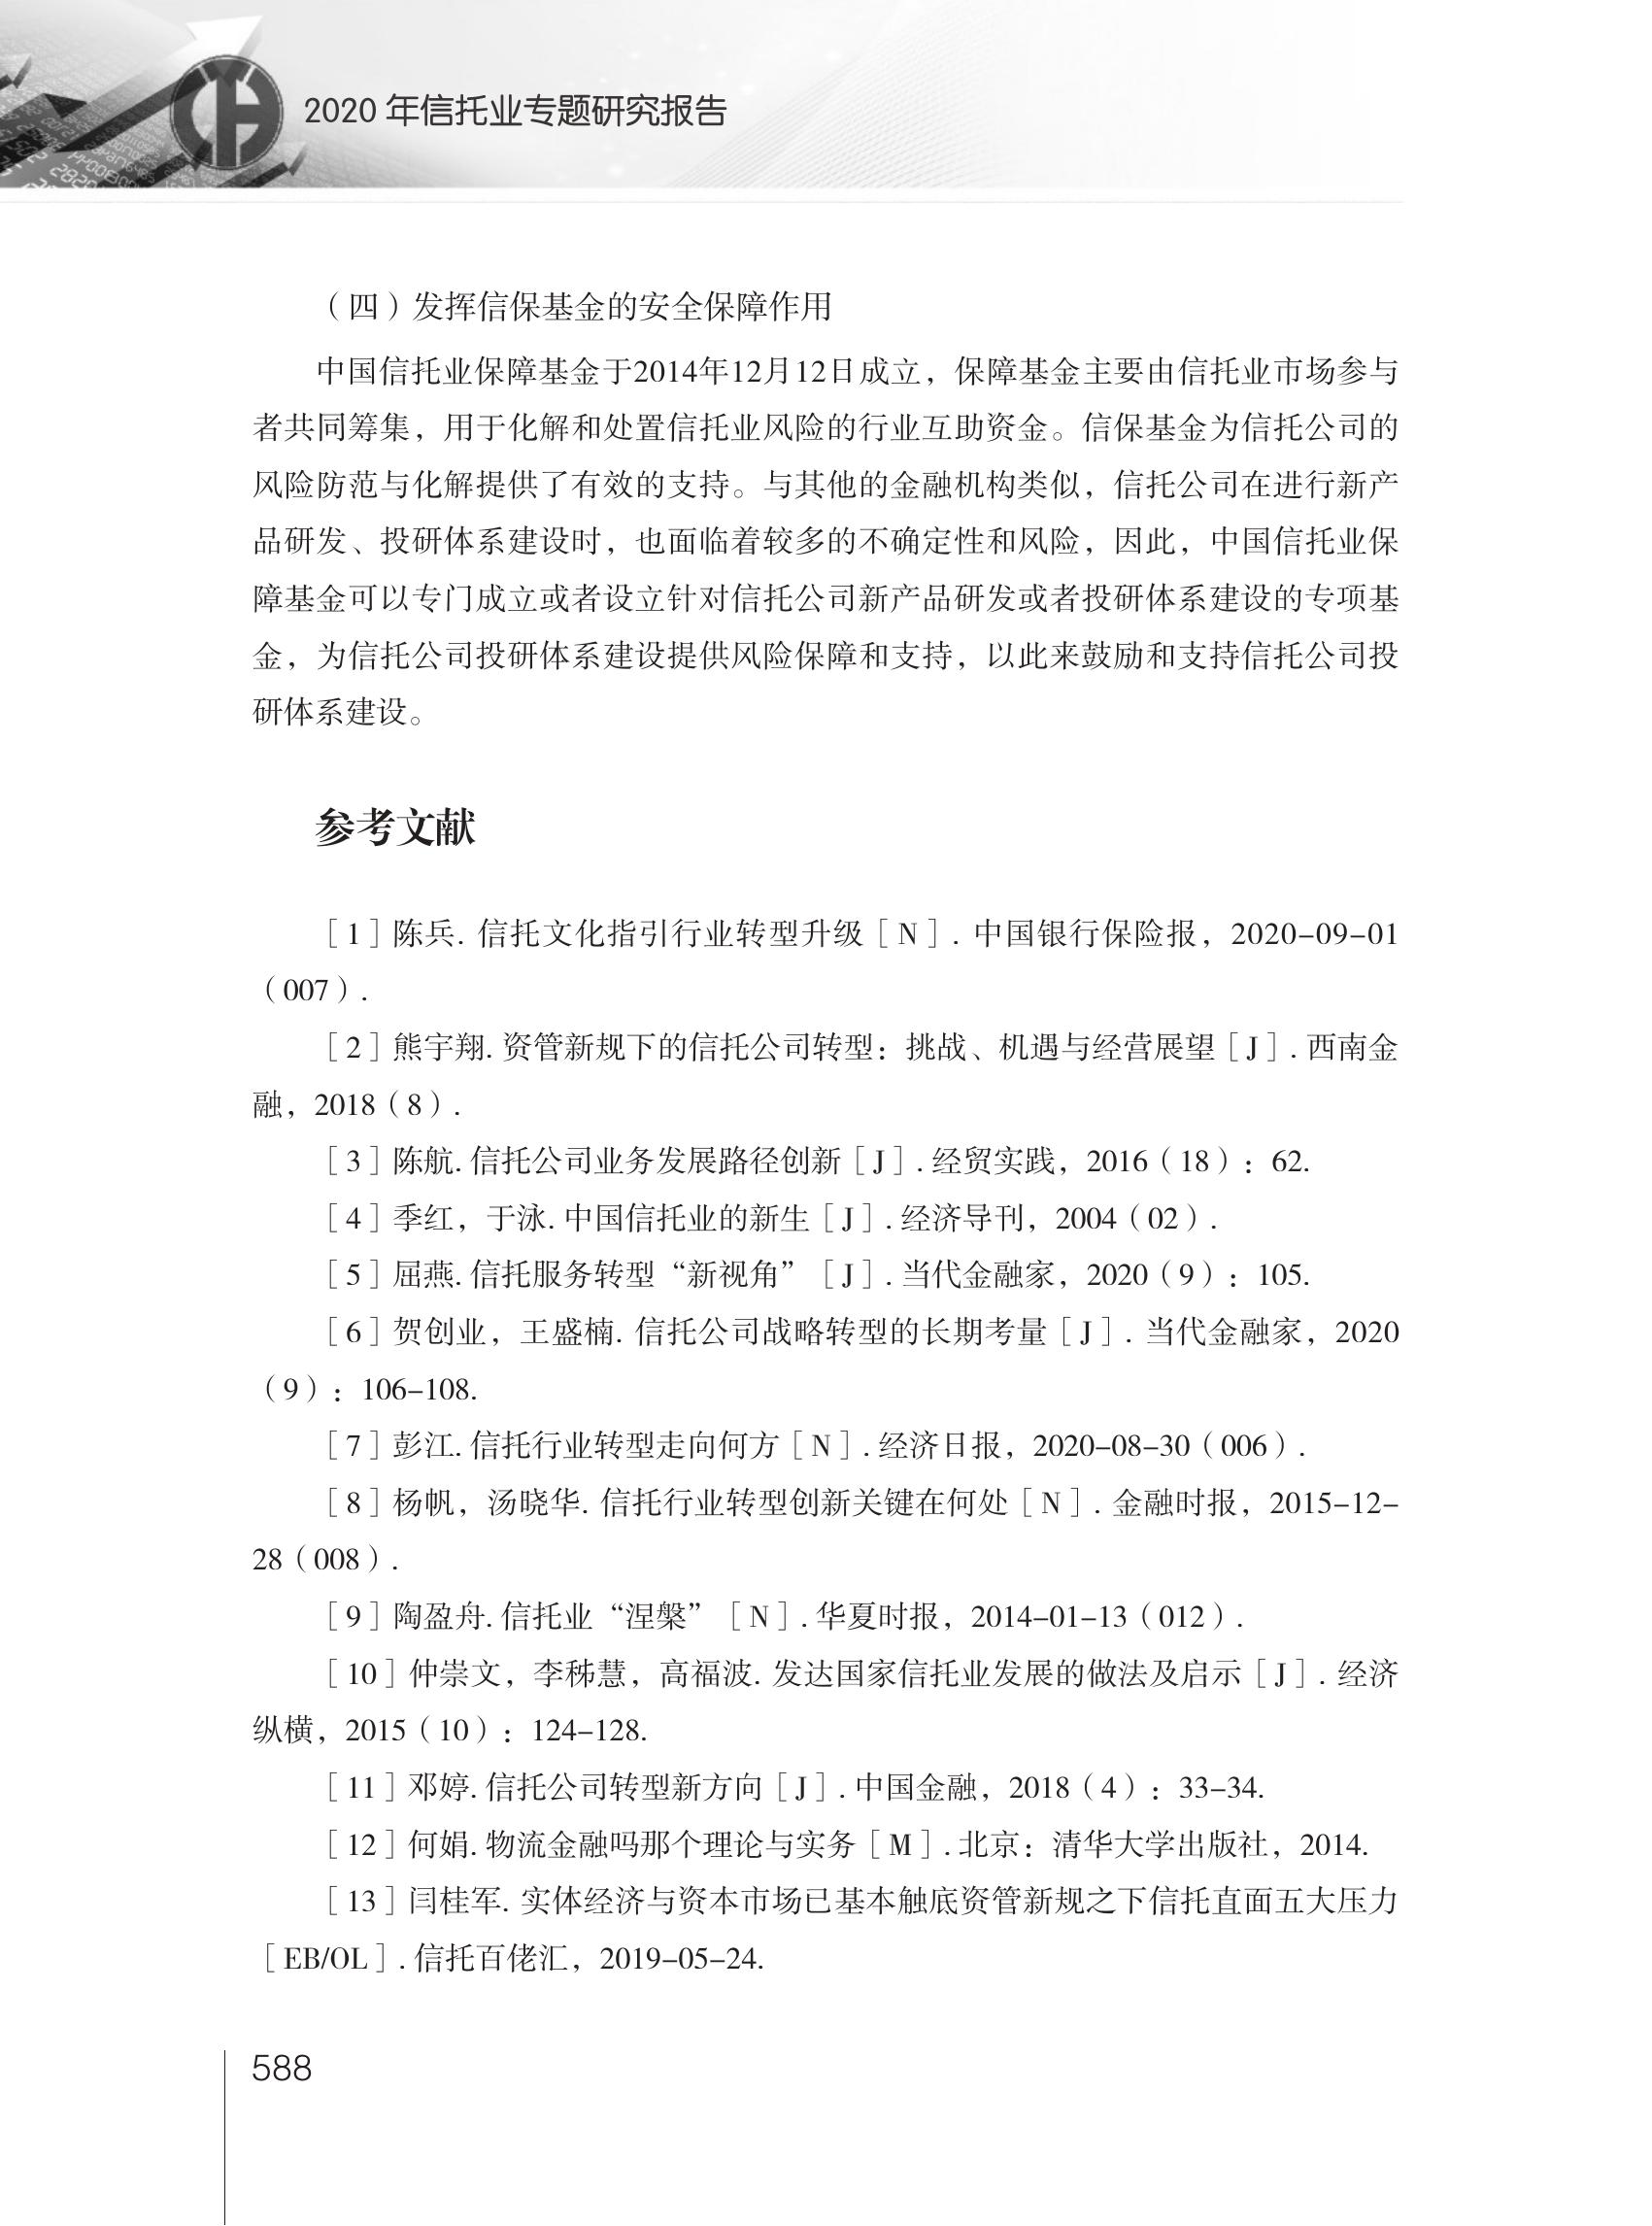 2020 年信托业专题研究报告
（四）发挥信保基金的安全保障作用
中国信托业保障基金于2014年12月12日成立，保障基金主要由信托业市场参与
者共同筹集，用于化解和处置信托业风险的行业互助资金。信保基金为信托公司的
风险防范与化解提供了有效的支持。与其他的金融机构类似，信托公司在进行新产
品研发、投研体系建设时，也面临着较多的不确定性和风险，因此，中国信托业保
障基金可以专门成立或者设立针对信托公司新产品研发或者投研体系建设的专项基
金，为信托公司投研体系建设提供风险保障和支持，以此来鼓励和支持信托公司投
研体系建设。
参考文献
［1］陈兵. 信托文化指引行业转型升级［N］. 中国银行保险报，2020-09-01
（007）.
［2］熊宇翔. 资管新规下的信托公司转型：挑战、机遇与经营展望［J］. 西南金
融，2018（8）.
［3］陈航. 信托公司业务发展路径创新［J］. 经贸实践，2016（18）：62.
［4］季红，于泳. 中国信托业的新生［J］. 经济导刊，2004（02）.
［5］屈燕. 信托服务转型“新视角”［J］. 当代金融家，2020（9）：105.
［6］贺创业，王盛楠. 信托公司战略转型的长期考量［J］. 当代金融家，2020
（9）：106-108.
［7］彭江. 信托行业转型走向何方［N］. 经济日报，2020-08-30（006）.
［8］杨帆，汤晓华. 信托行业转型创新关键在何处［N］. 金融时报，2015-12-
28（008）.
［9］陶盈舟. 信托业“涅槃”［N］. 华夏时报，2014-01-13（012）.
［10］仲崇文，李秭慧，高福波. 发达国家信托业发展的做法及启示［J］. 经济
纵横，2015（10）：124-128.
［11］邓婷. 信托公司转型新方向［J］. 中国金融，2018（4）：33-34.
［12］何娟. 物流金融吗那个理论与实务［M］. 北京：清华大学出版社，2014.
［13］闫桂军. 实体经济与资本市场已基本触底资管新规之下信托直面五大压力
［EB/OL］. 信托百佬汇，2019-05-24.
588